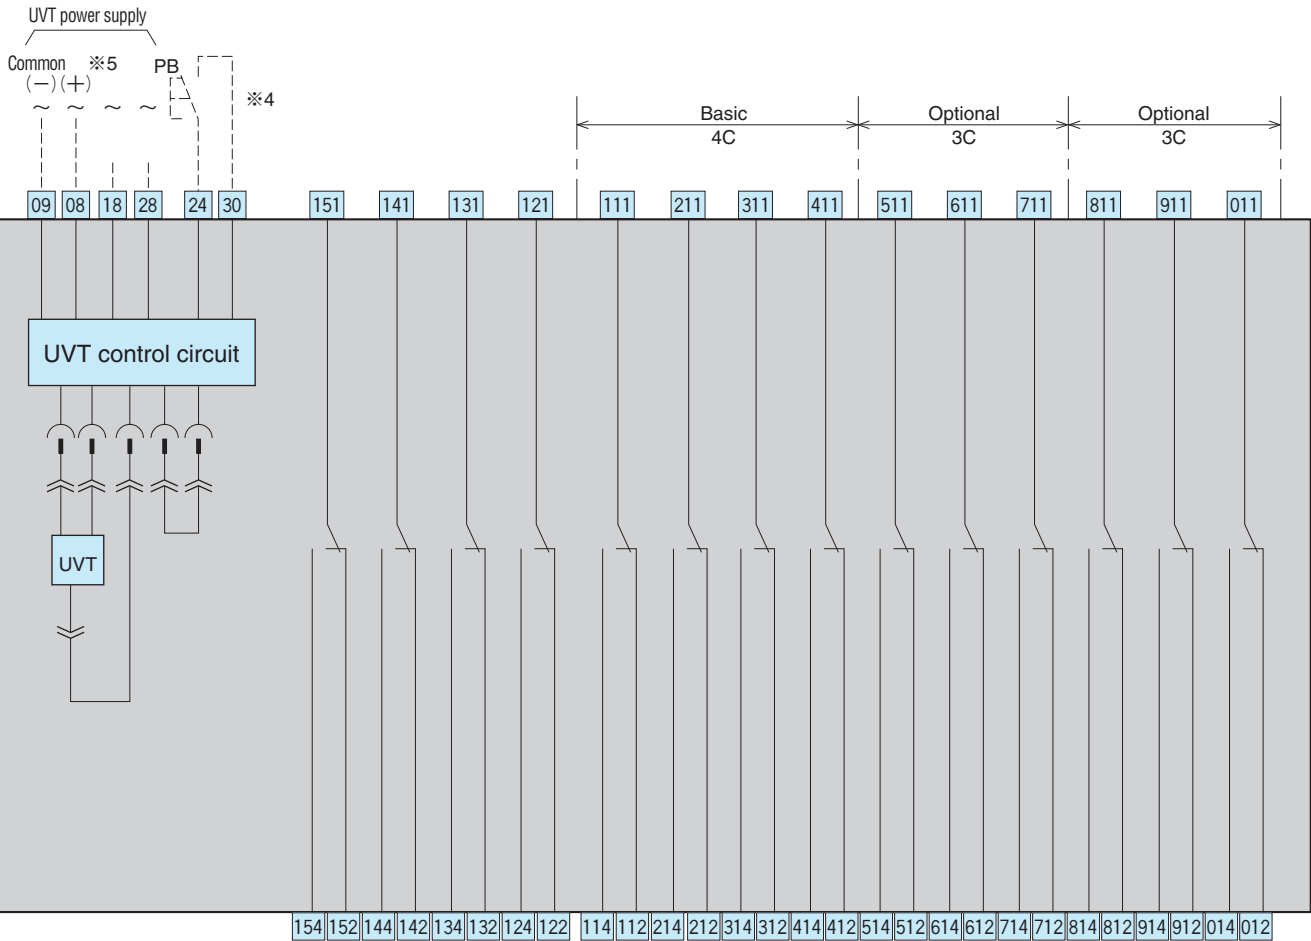 UVT power supply
Common ※5 PB
(−) (+) ※4
~ ~ ~ ~
Basic Optional Optional
4C 3C 3C
09 08 18 28 24 30 151 141 131 121 111 211 311 411 511 611 711 811 911 011
UVT control circuit
UVT
154 152 144 142 134 132 124 122 114 112 214 212 314 312 414 412 514 512 614 612 714 712 814 812 914 912 014 012